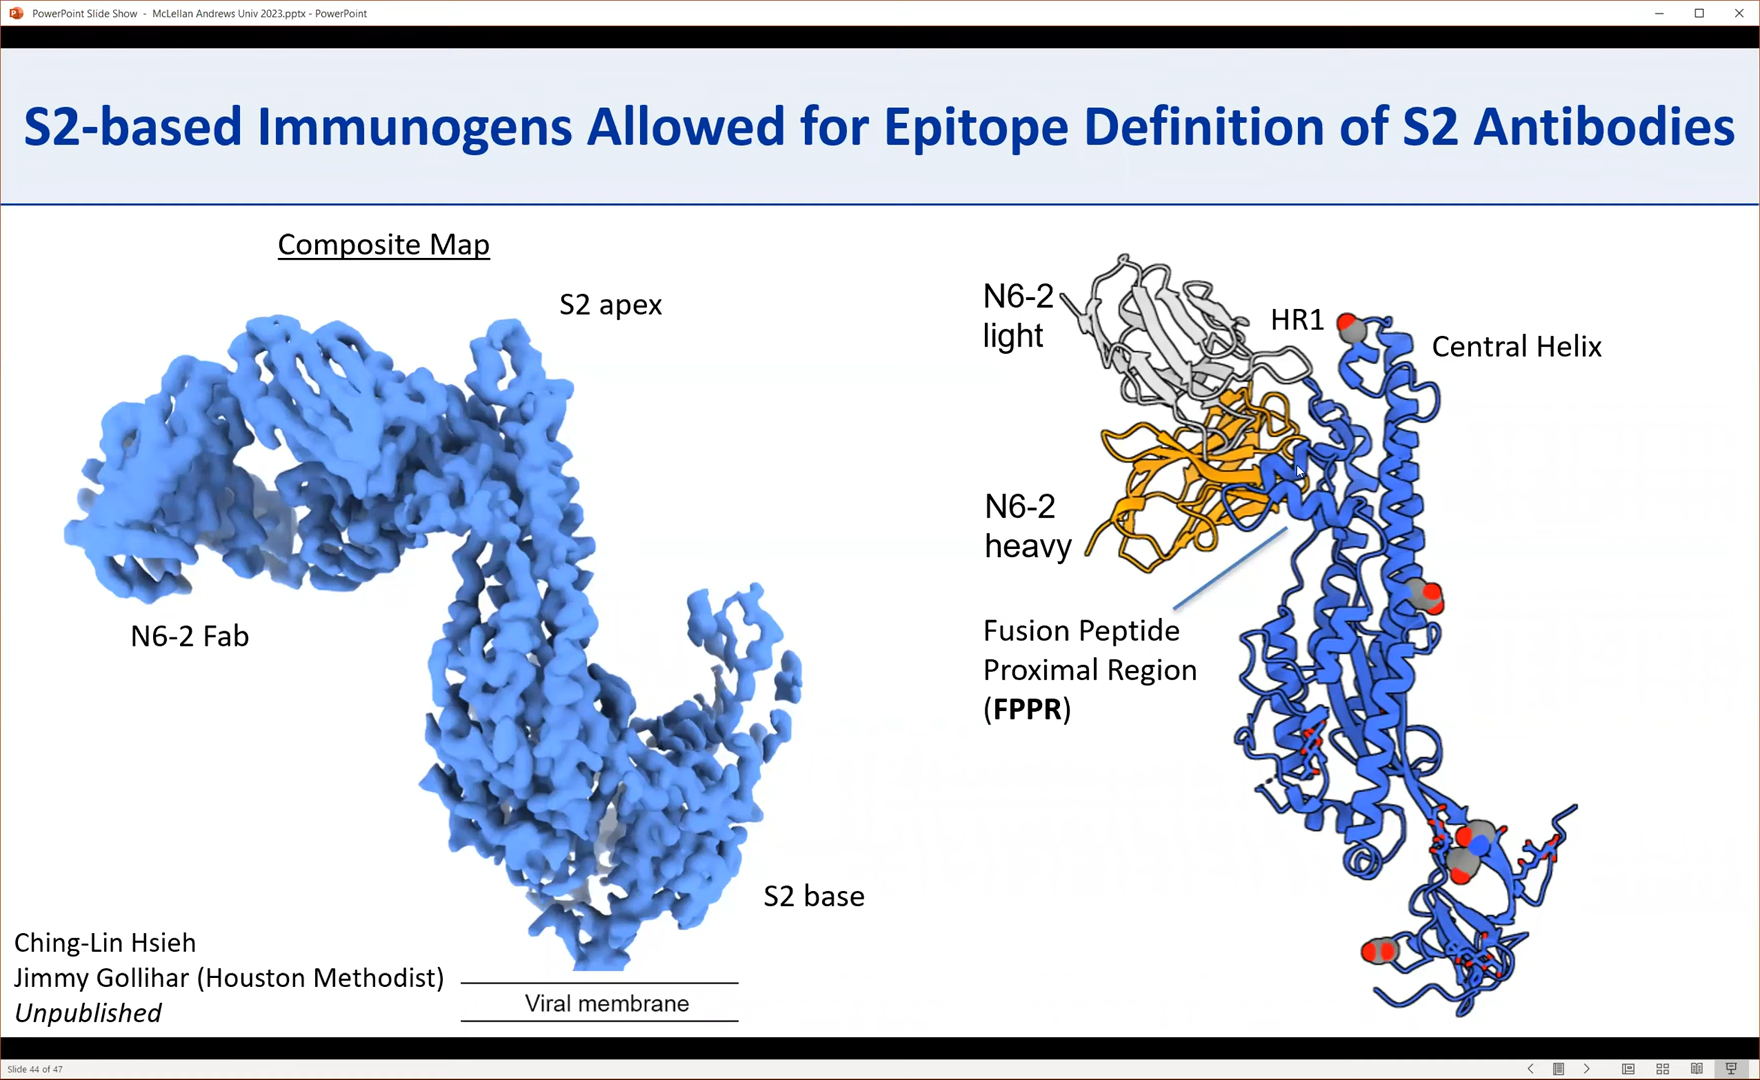 PowerPoint Slide Show - McLellan Andrews Univ 2023.pptx - PowerPoint
S2-based Immunogens Allowed for Epitope Definition of S2 Antibodies
Composite Map
S2 apex
N6-2 Fab
S2 base
Viral membrane
Ching-Lin Hsieh
Jimmy Gollihar (Houston Methodist)
Unpublished
N6-2
light
HR1
Central Helix
N6-2
heavy
Fusion Peptide
Proximal Region
(FPPR)
Slide 44 of 47